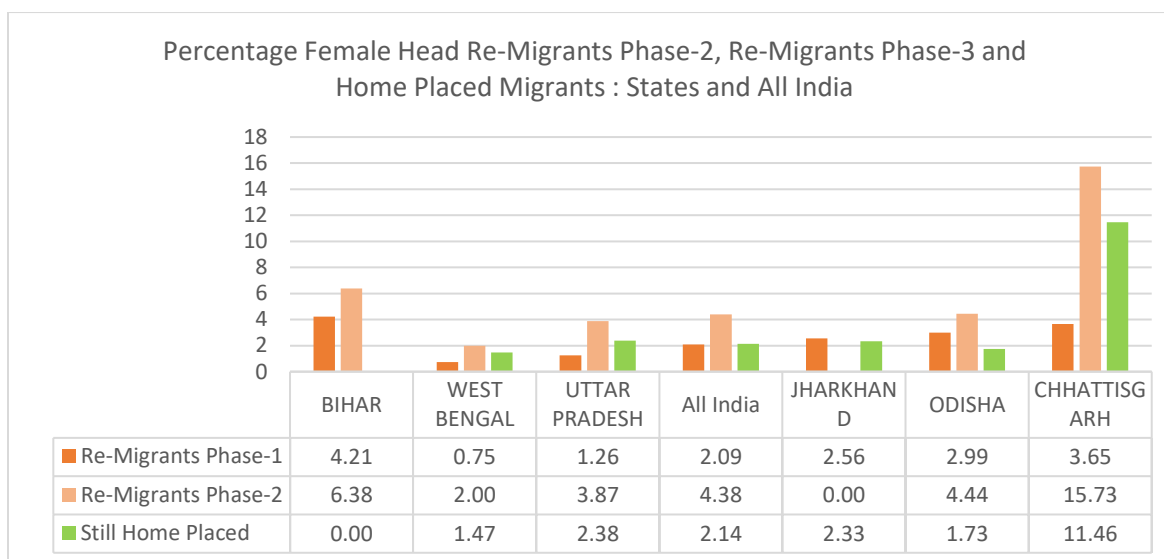 Percentage Female Head Re-Migrants Phase-2, Re-Migrants Phase-3 and
Home Placed Migrants : States and All India
18
16
14
12
10
8
6
4
2
0
BIHAR
WEST
BENGAL
UTTAR
PRADESH
All India
JHARKHAN
D
ODISHA
CHHATTISG
ARH
Re-Migrants Phase-1 4.21 0.75 1.26 2.09 2.56 2.99 3.65
Re-Migrants Phase-2 6.38 2.00 3.87 4.38 0.00 4.44 15.73
Still Home Placed 0.00 1.47 2.38 2.14 2.33 1.73 11.46